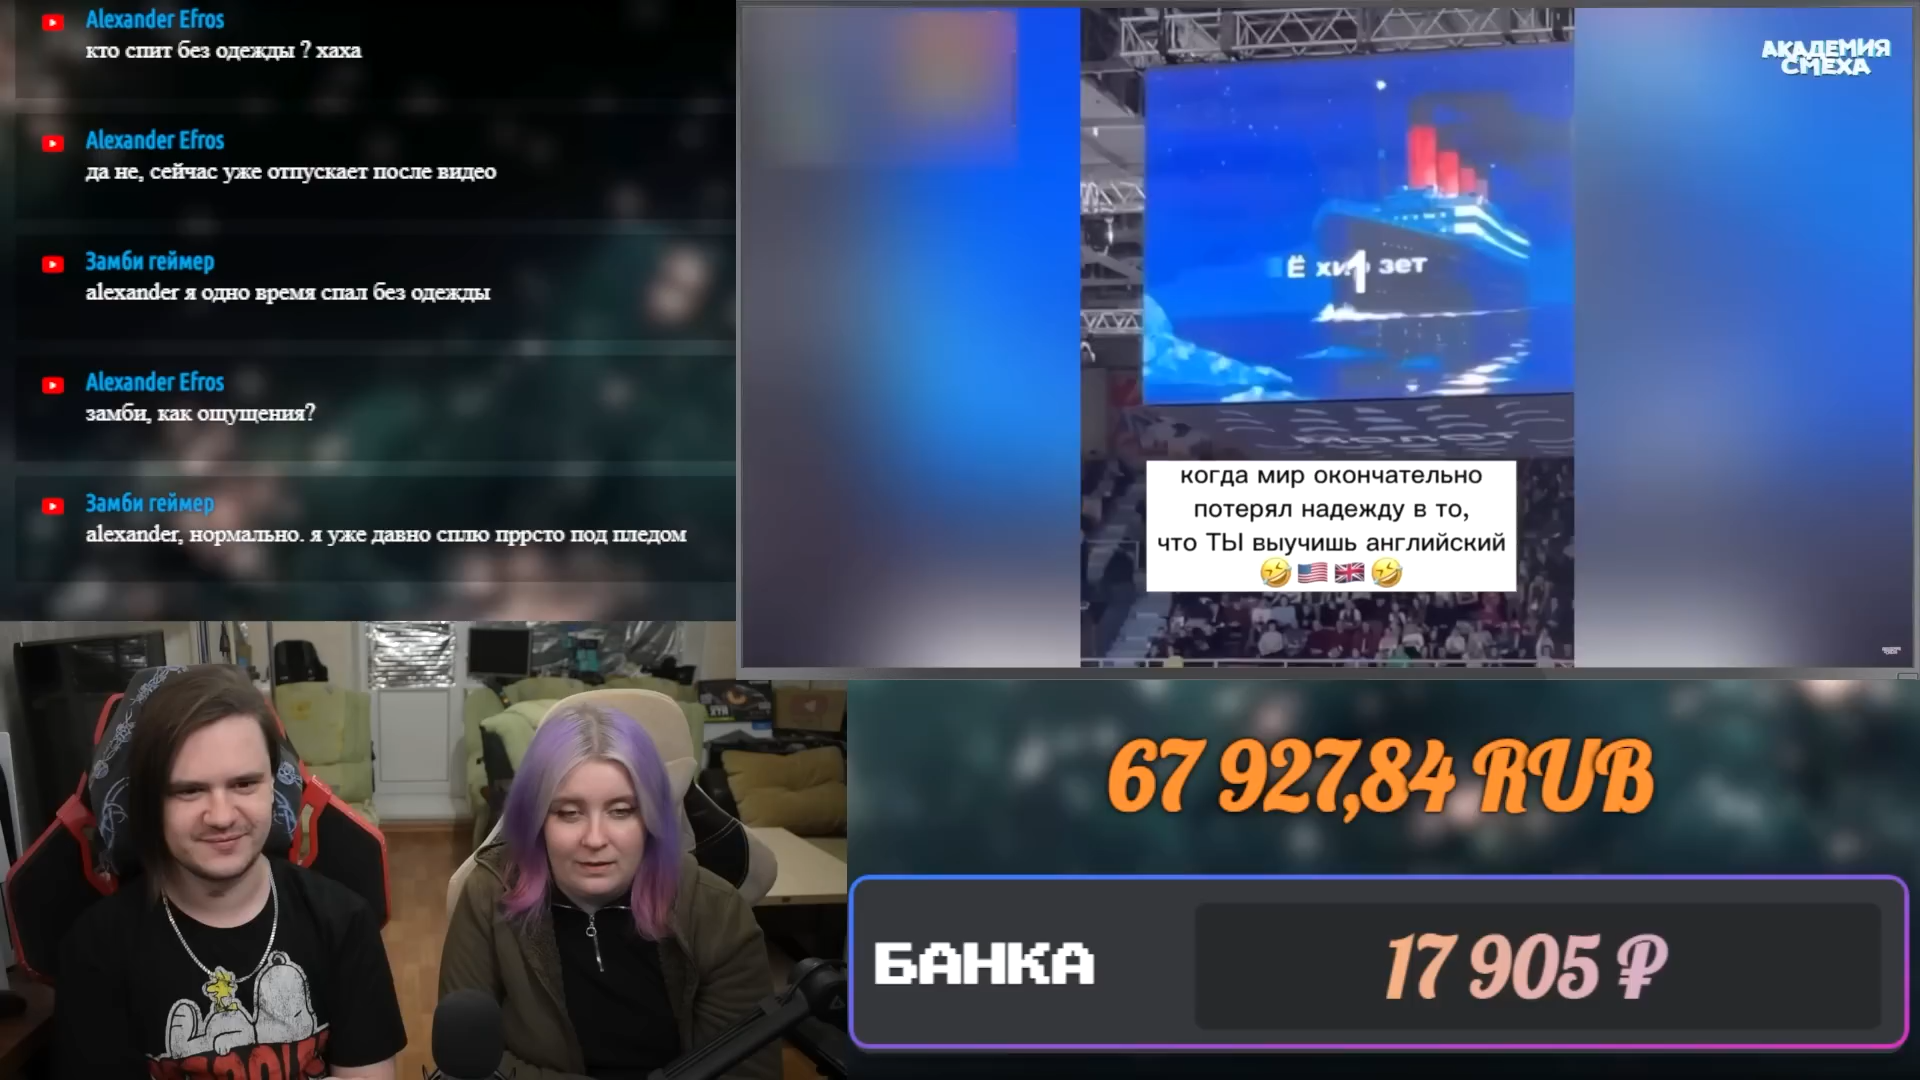 Alexander Efros
кто спит без одежды ? хаха
Alexander Efros
да не, сейчас уже отпускает после видео
Замби геймер
alexander я одно время спал без одежды
Alexander Efros
замби, как ощущения?
Замби геймер
alexander, нормально. я уже давно сплю пррсто под пледом
АКАДЕМИЯ
СМЕХА
Ё зет
1
МОЛОТ
когда мир окончательно
потерял надежду в то,
что ТЫ выучишь английский
67 927,84 RUB
БАНКА
17 905 ₽